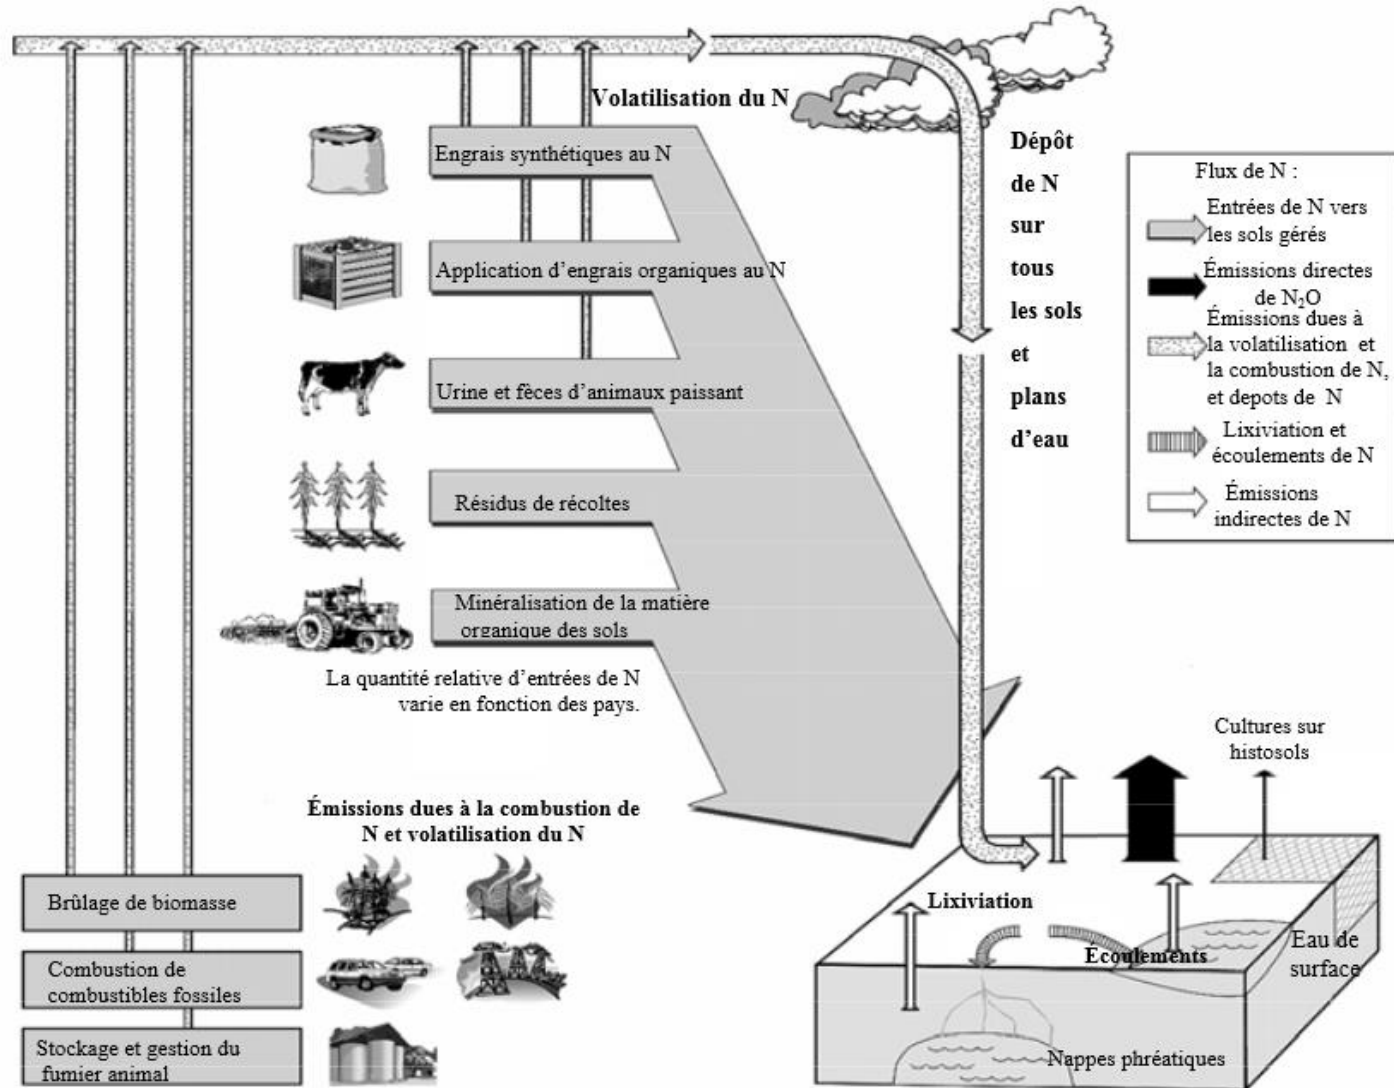 Volatilisation du N
Engrais synthétiques au N
Application d'engrais organiques au N
Urine et fèces d'animaux paissant
Résidus de récoltes
Minéralisation de la matière
organique des sols
La quantité relative d'entrées de N
varie en fonction des pays.
Dépôt
de N
sur
tous
les sols
et
plans
d'eau
Flux de N :
Entrées de N vers
les sols gérés
Émissions directes
de N₂O
Émissions dues à
la volatilisation et
la combustion de N,
et depots de N
Lixiviation et
écoulements de N
Émissions
indirectes de N
Émissions dues à la combustion de
N et volatilisation du N
Brûlage de biomasse
Combustion de
combustibles fossiles
Stockage et gestion du
fumier animal
Cultures sur
histosols
Lixiviation
Écoulements
Eau de
surface
Nappes phréatiques